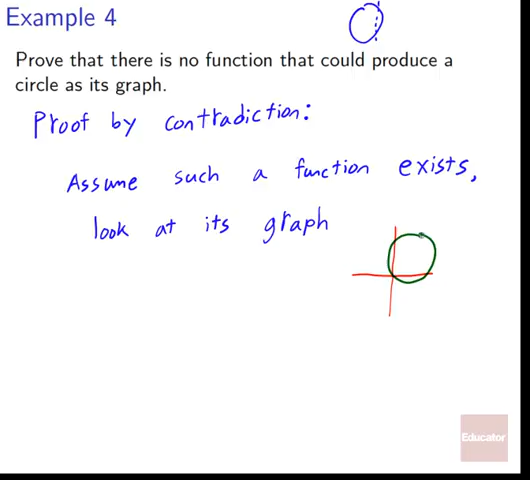 Example 4
Prove that there is no function that could produce a
circle as its graph.
Proof by contradiction:
Assume such a function exists,
look at its graph
Educator